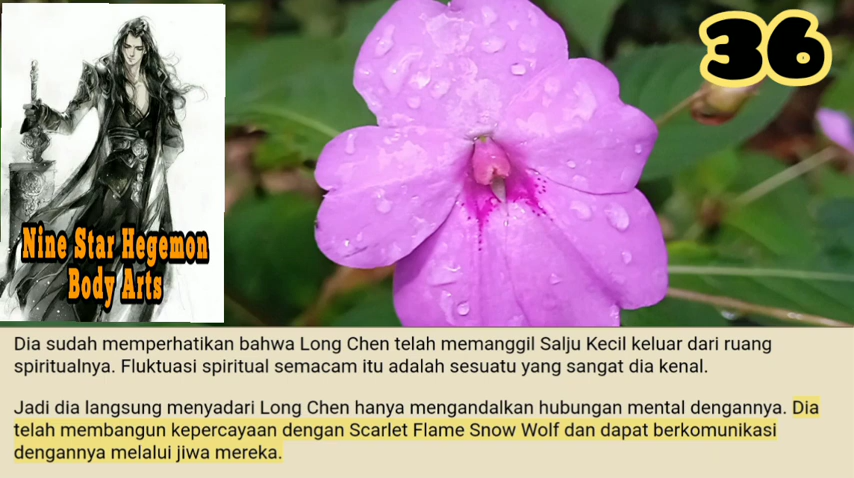 36
Nine Star Hegemon
Body Arts
Dia sudah memperhatikan bahwa Long Chen telah memanggil Salju Kecil keluar dari ruang
spiritualnya. Fluktuasi spiritual semacam itu adalah sesuatu yang sangat dia kenal.
Jadi dia langsung menyadari Long Chen hanya mengandalkan hubungan mental dengannya. Dia
telah membangun kepercayaan dengan Scarlet Flame Snow Wolf dan dapat berkomunikasi
dengannya melalui jiwa mereka.